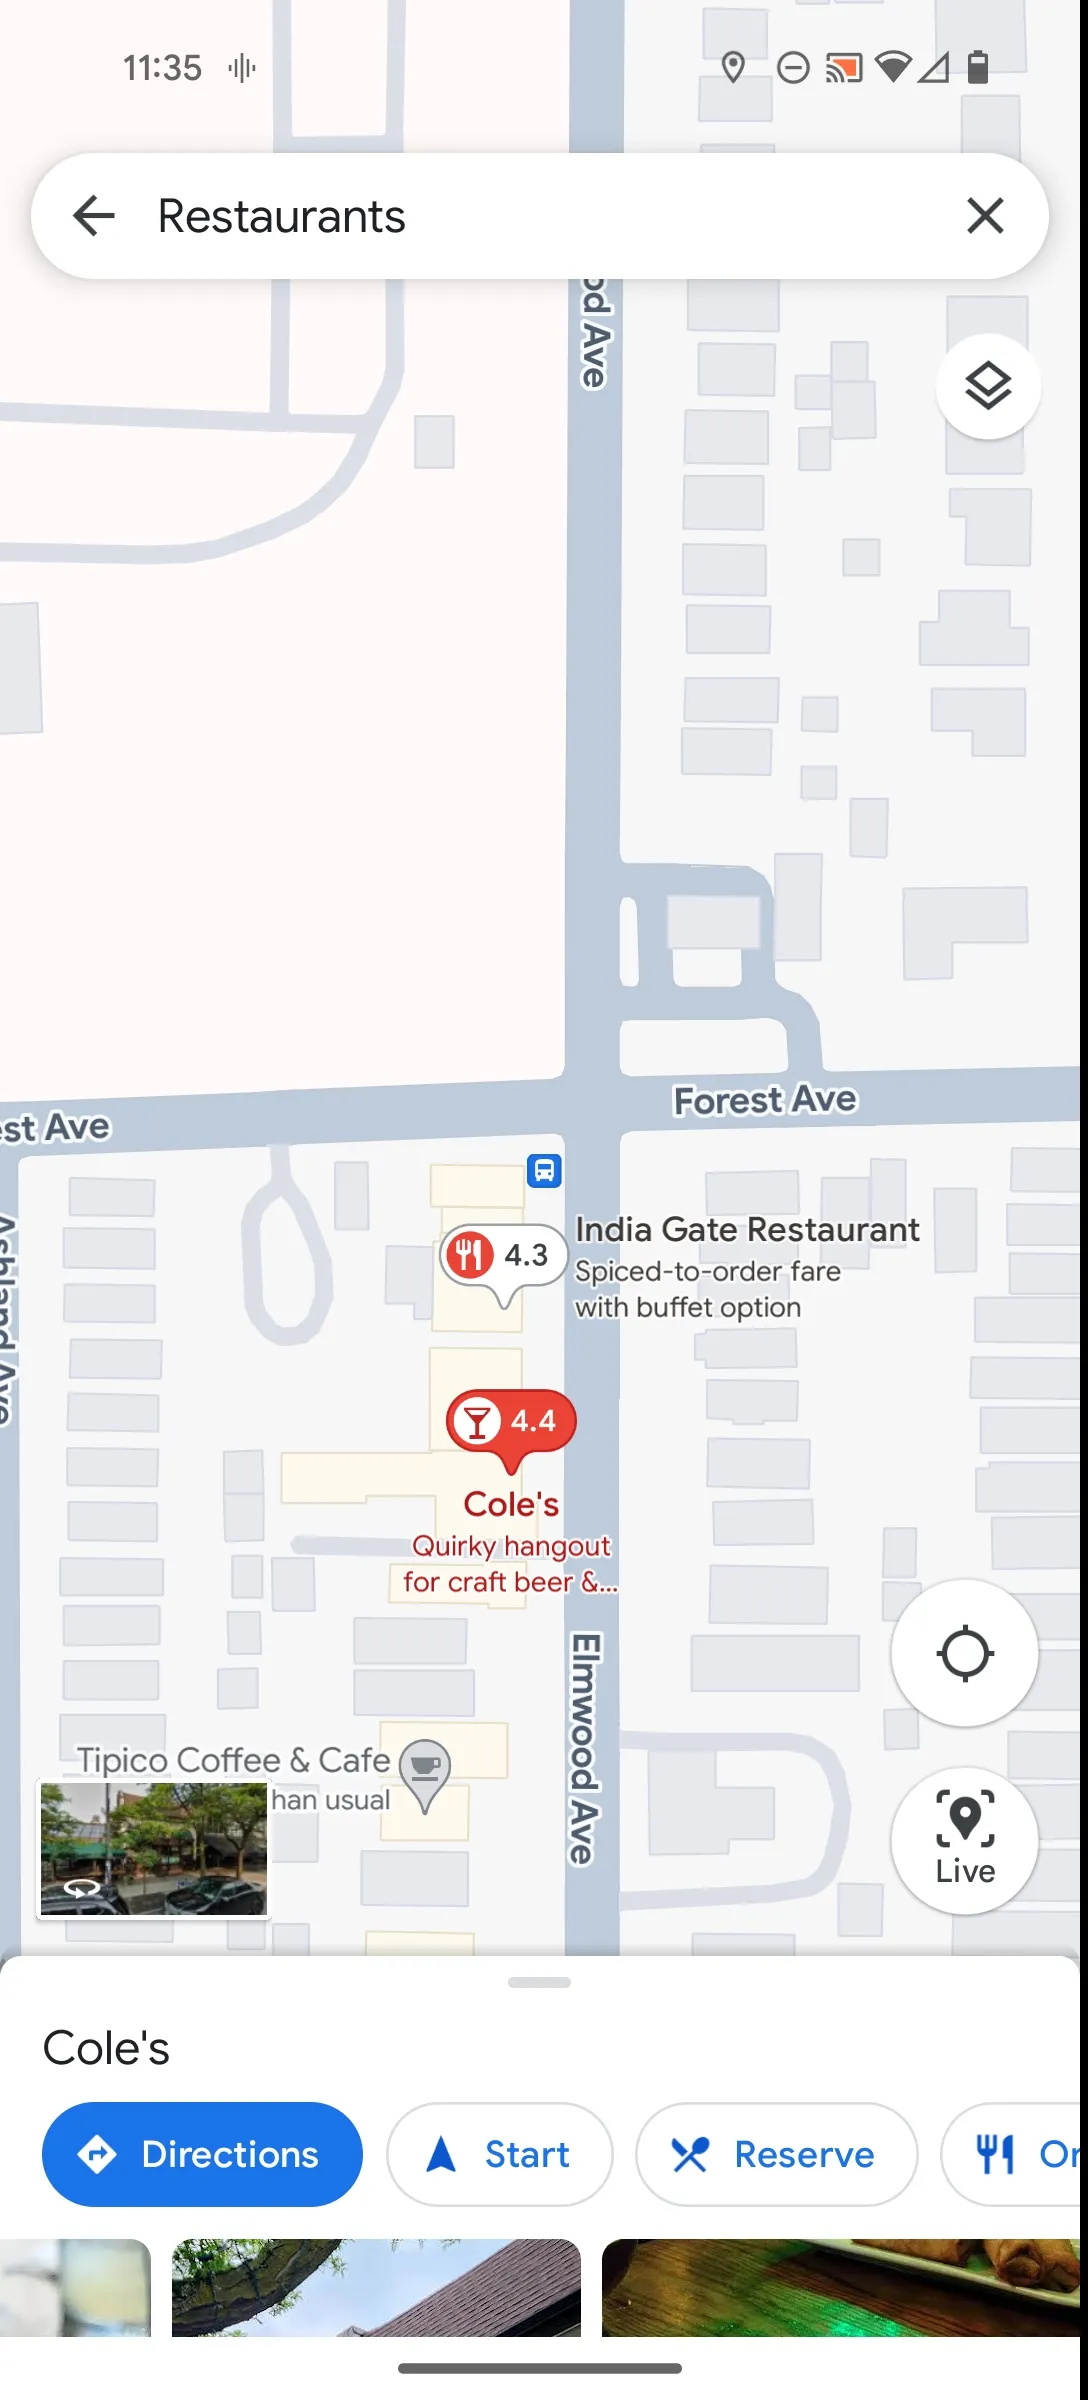 11:35
Restaurants
od Ave
Forest Ave
est Ave
Ashland Ave
4.3
India Gate Restaurant
Spiced-to-order fare
with buffet option
4.4
Cole's
Quirky hangout
for craft beer &...
Elmwood Ave
Tipico Coffee & Cafe
han usual
Live
Cole's
Directions
Start
Reserve
Or